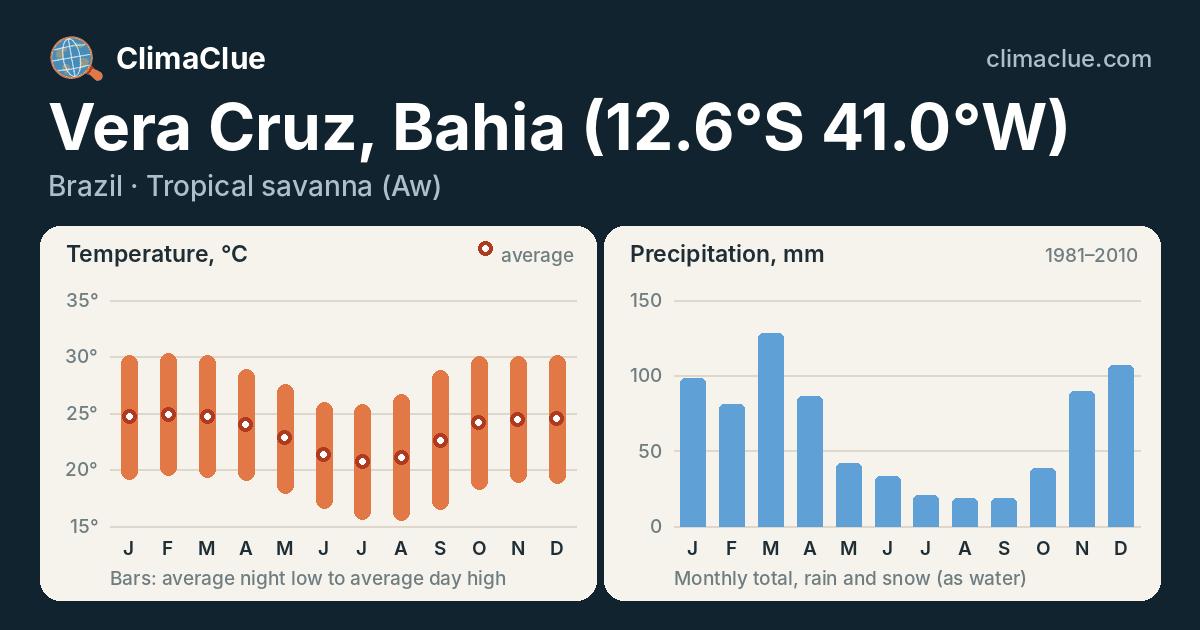 ClimaClue
climaclue.com
Vera Cruz, Bahia (12.6°S 41.0°W)
Brazil · Tropical savanna (Aw)
Temperature, °C
average
35°
30°
25°
20°
15°
J F M A M J J A S O N D
Bars: average night low to average day high
Precipitation, mm
1981–2010
150
100
50
0
J F M A M J J A S O N D
Monthly total, rain and snow (as water)